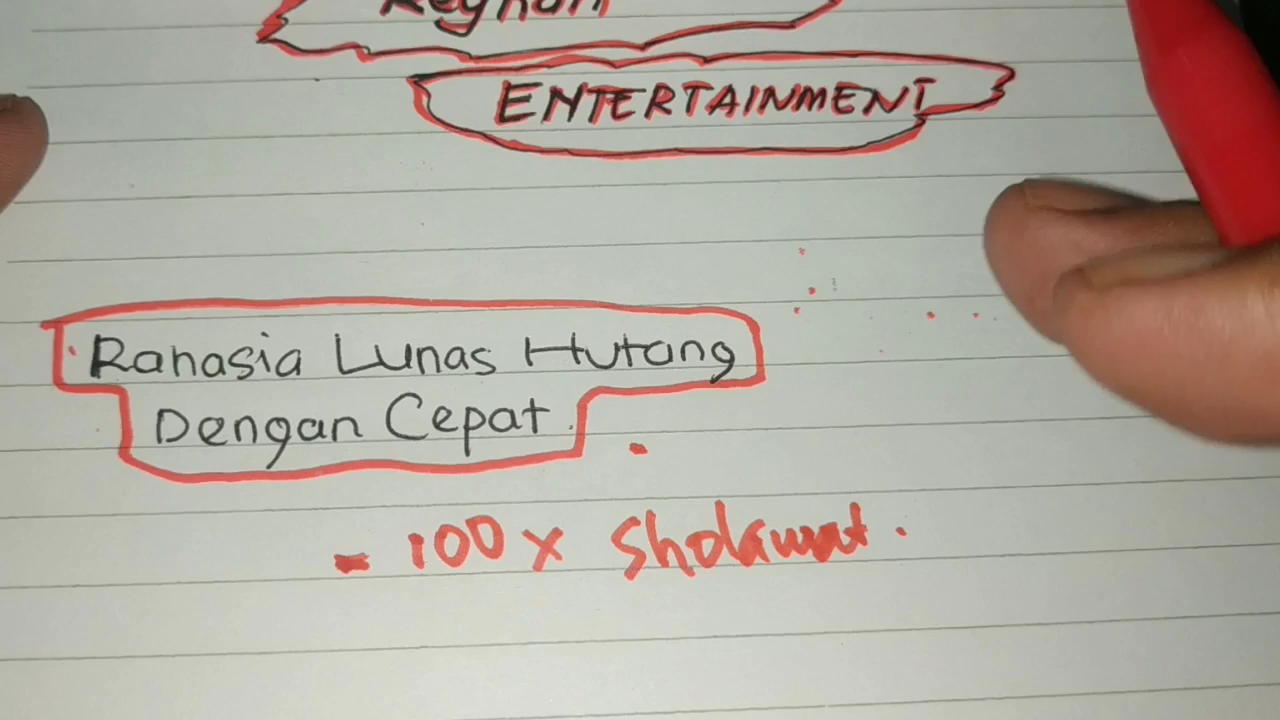 ENTERTAINMENT
Rahasia Lunas Hutang
Dengan Cepat.
- 100 x Sholawat.